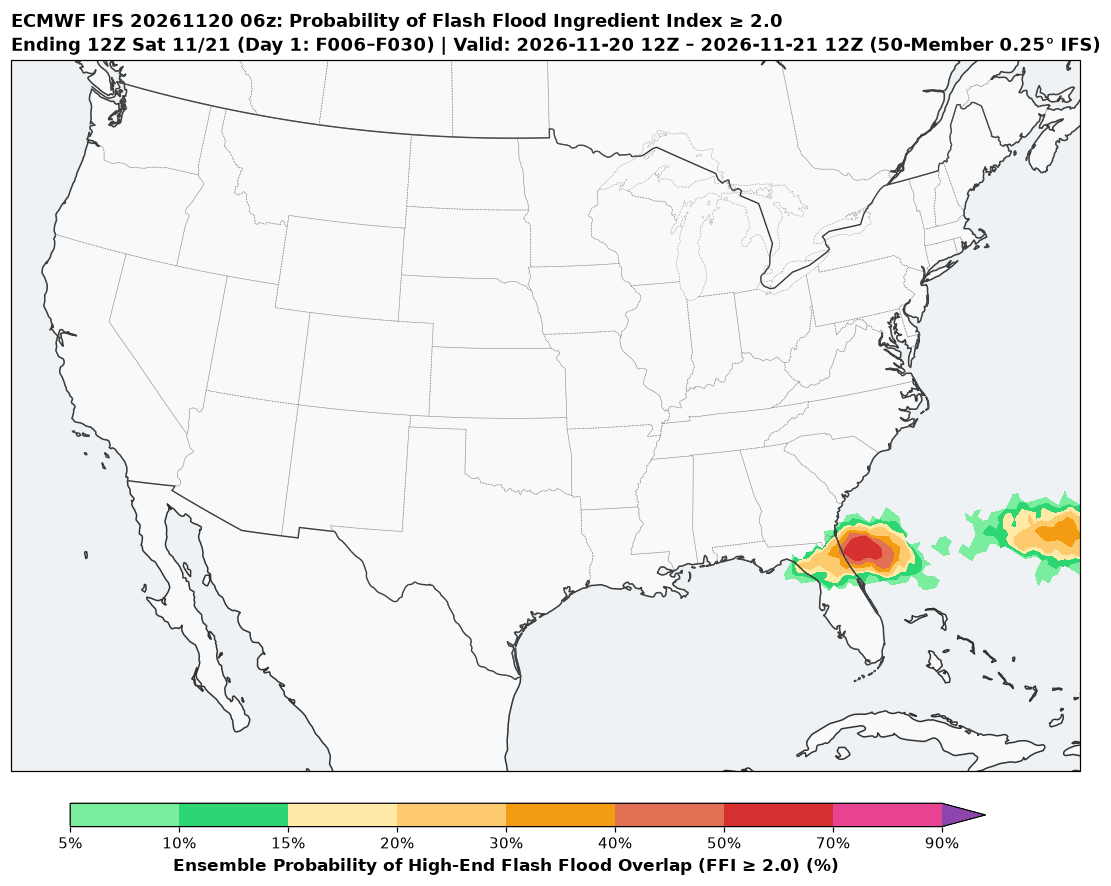 ECMWF IFS 20261120 06z: Probability of Flash Flood Ingredient Index ≥ 2.0
Ending 12Z Sat 11/21 (Day 1: F006–F030) | Valid: 2026-11-20 12Z – 2026-11-21 12Z (50-Member 0.25° IFS)
5% 10% 15% 20% 30% 40% 50% 70% 90%
Ensemble Probability of High-End Flash Flood Overlap (FFI ≥ 2.0) (%)